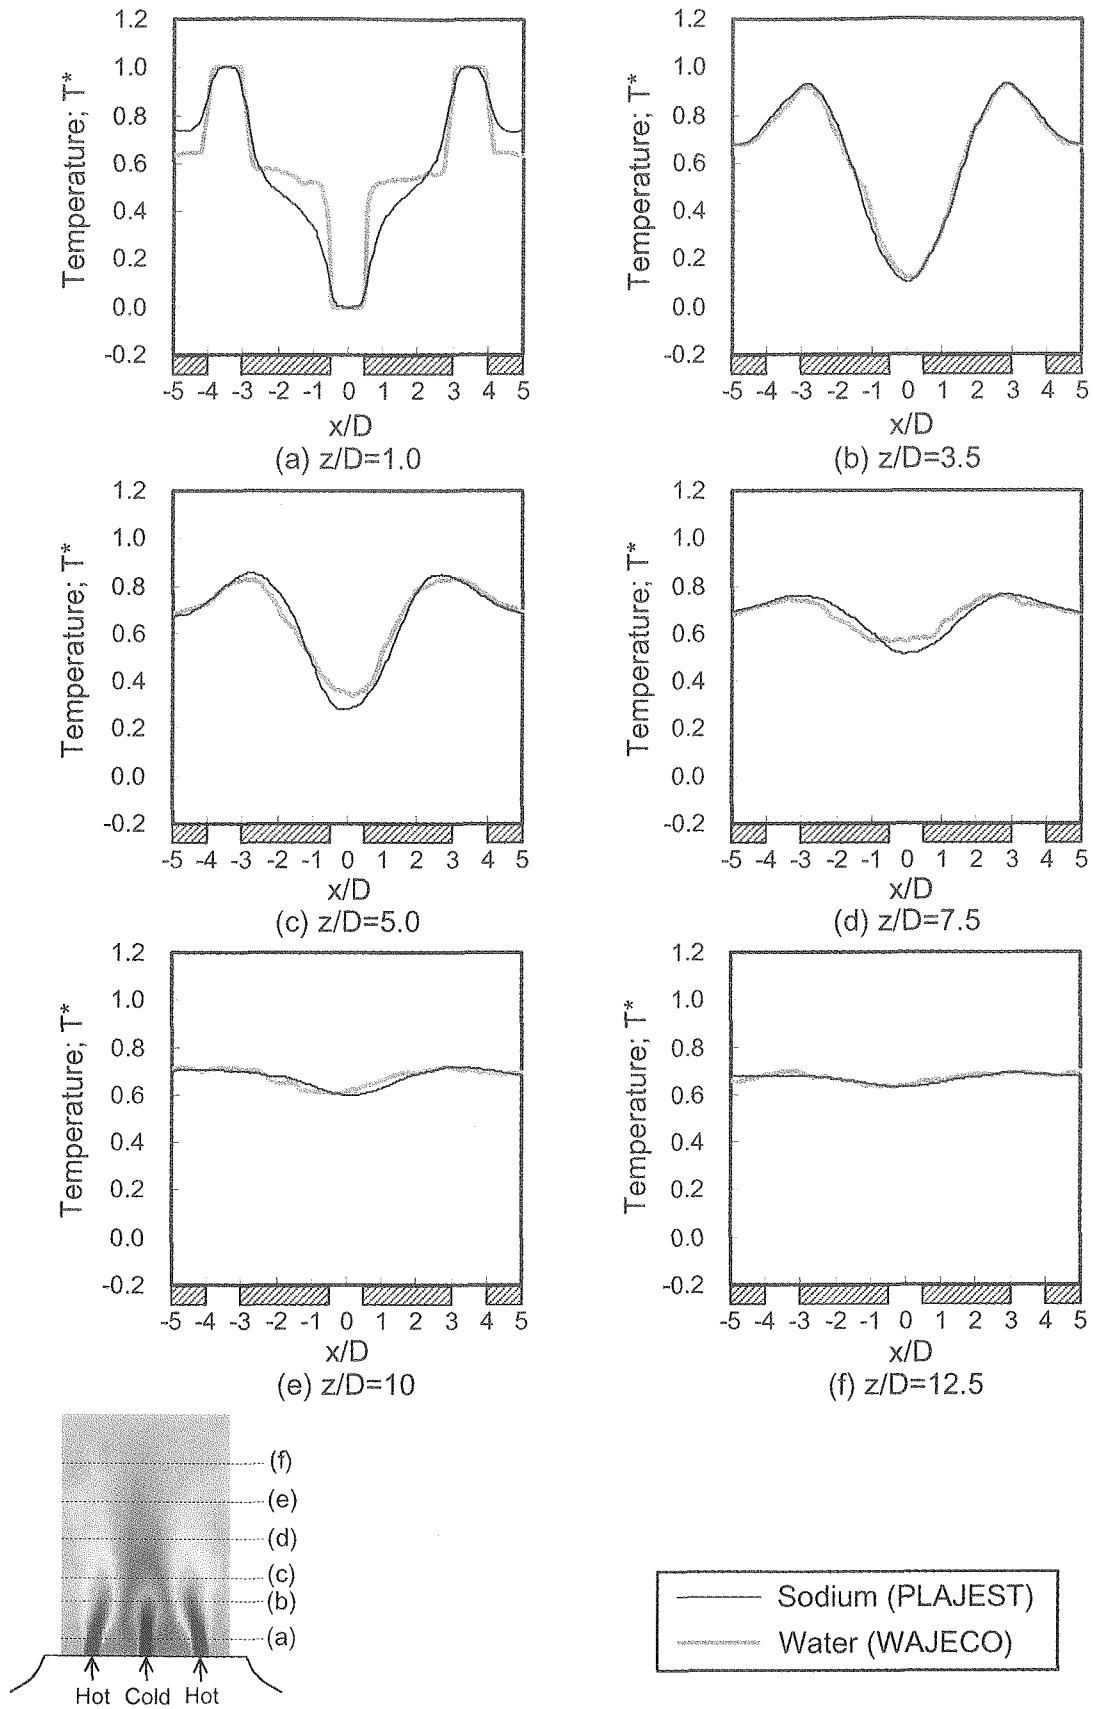 1.2
1.0
0.8
0.6
0.4
0.2
0.0
-0.2
Temperature; T*
-5 -4 -3 -2 -1 0 1 2 3 4 5
x/D
(a) z/D=1.0
1.2
1.0
0.8
0.6
0.4
0.2
0.0
-0.2
Temperature; T*
-5 -4 -3 -2 -1 0 1 2 3 4 5
x/D
(b) z/D=3.5
1.2
1.0
0.8
0.6
0.4
0.2
0.0
-0.2
Temperature; T*
-5 -4 -3 -2 -1 0 1 2 3 4 5
x/D
(c) z/D=5.0
1.2
1.0
0.8
0.6
0.4
0.2
0.0
-0.2
Temperature; T*
-5 -4 -3 -2 -1 0 1 2 3 4 5
x/D
(d) z/D=7.5
1.2
1.0
0.8
0.6
0.4
0.2
0.0
-0.2
Temperature; T*
-5 -4 -3 -2 -1 0 1 2 3 4 5
x/D
(e) z/D=10
1.2
1.0
0.8
0.6
0.4
0.2
0.0
-0.2
Temperature; T*
-5 -4 -3 -2 -1 0 1 2 3 4 5
x/D
(f) z/D=12.5
(f)
(e)
(d)
(c)
(b)
(a)
Hot Cold Hot
Sodium (PLAJEST)
Water (WAJECO)